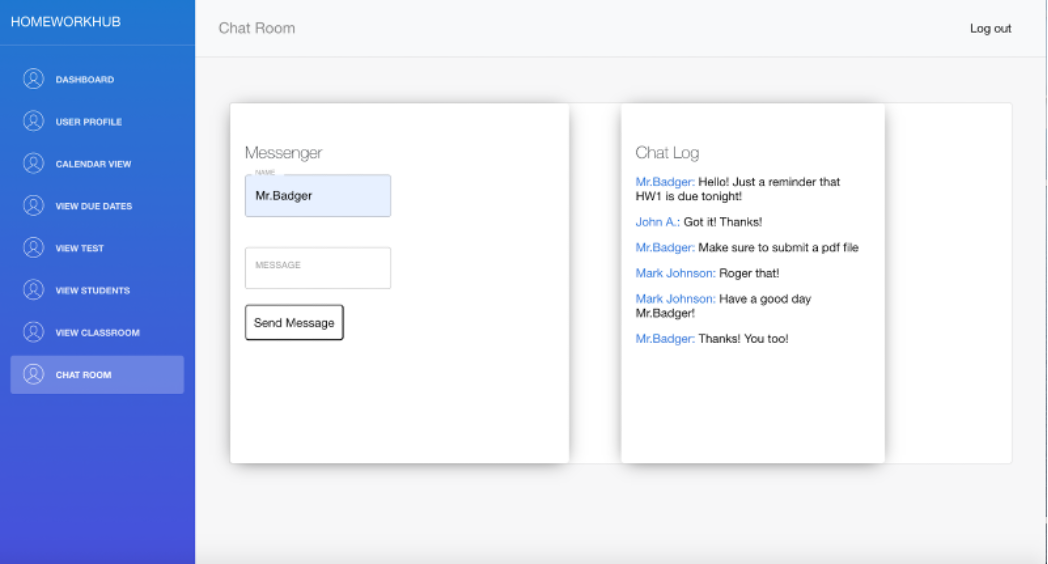 HOMEWORKHUB
Chat Room
Log out
DASHBOARD
USER PROFILE
CALENDAR VIEW
VIEW DUE DATES
VIEW TEST
VIEW STUDENTS
VIEW CLASSROOM
CHAT ROOM
Messenger
NAME
Mr.Badger
MESSAGE
Send Message
Chat Log
Mr.Badger: Hello! Just a reminder that
HW1 is due tonight!
John A.: Got it! Thanks!
Mr.Badger: Make sure to submit a pdf file
Mark Johnson: Roger that!
Mark Johnson: Have a good day
Mr.Badger!
Mr.Badger: Thanks! You too!